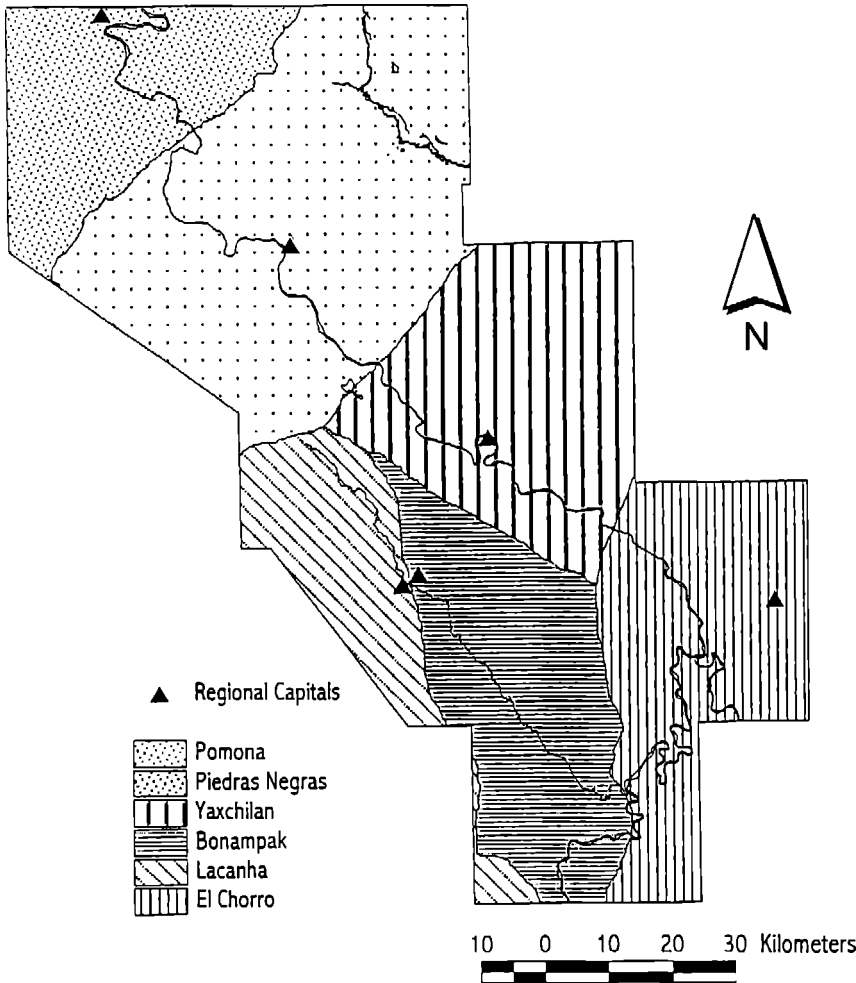 N
Regional Capitals
Pomona
Piedras Negras
Yaxchilan
Bonampak
Lacanha
El Chorro
10 0 10 20 30 Kilometers